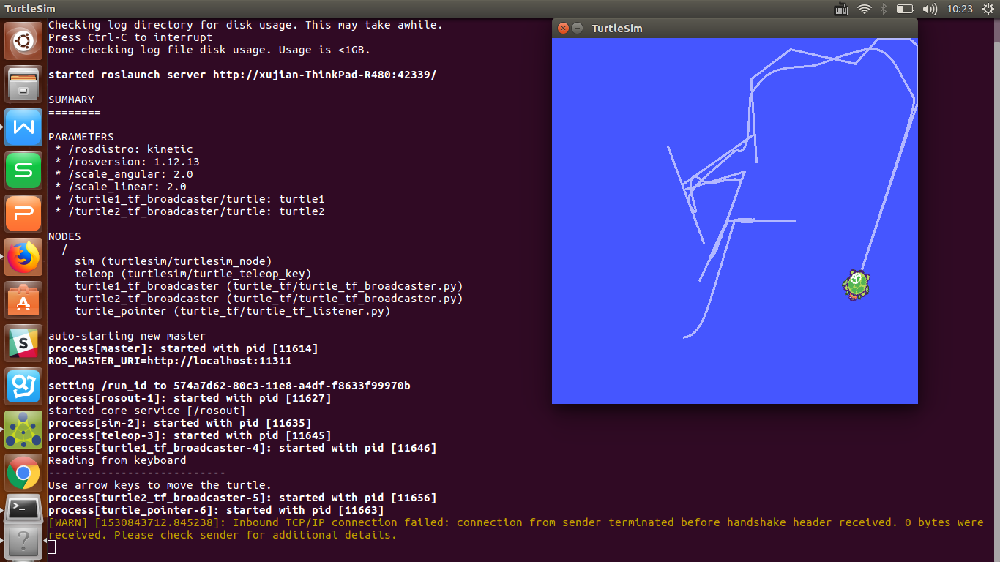 TurtleSim
10:23
Checking log directory for disk usage. This may take awhile.
Press Ctrl-C to interrupt
Done checking log file disk usage. Usage is <1GB.
started roslaunch server http://xujian-ThinkPad-R480:42339/
SUMMARY
========
PARAMETERS
* /rosdistro: kinetic
* /rosversion: 1.12.13
* /scale_angular: 2.0
* /scale_linear: 2.0
* /turtle1_tf_broadcaster/turtle: turtle1
* /turtle2_tf_broadcaster/turtle: turtle2
NODES
/
sim (turtlesim/turtlesim_node)
teleop (turtlesim/turtle_teleop_key)
turtle1_tf_broadcaster (turtle_tf/turtle_tf_broadcaster.py)
turtle2_tf_broadcaster (turtle_tf/turtle_tf_broadcaster.py)
turtle_pointer (turtle_tf/turtle_tf_listener.py)
auto-starting new master
process[master]: started with pid [11614]
ROS_MASTER_URI=http://localhost:11311
setting /run_id to 574a7d62-80c3-11e8-a4df-f8633f99970b
process[rosout-1]: started with pid [11627]
started core service [/rosout]
process[sim-2]: started with pid [11635]
process[teleop-3]: started with pid [11645]
process[turtle1_tf_broadcaster-4]: started with pid [11646]
Reading from keyboard
---------------------------
Use arrow keys to move the turtle.
process[turtle2_tf_broadcaster-5]: started with pid [11656]
process[turtle_pointer-6]: started with pid [11663]
[WARN] [1530843712.845238]: Inbound TCP/IP connection failed: connection from sender terminated before handshake header received. 0 bytes were
received. Please check sender for additional details.
TurtleSim